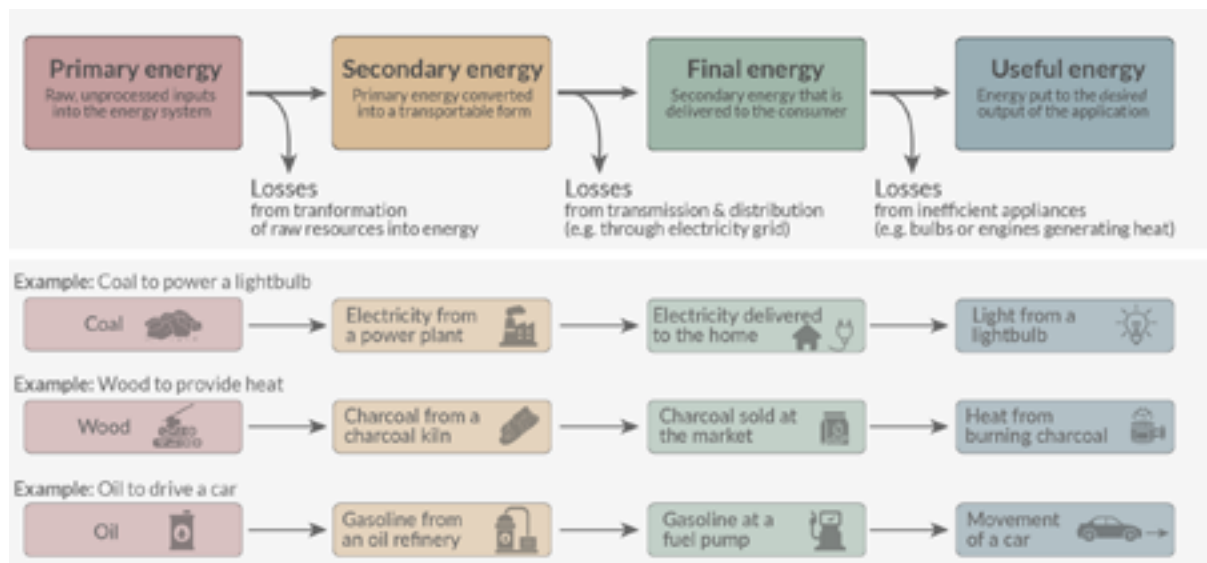 Primary energy
Raw, unprocessed inputs
into the energy system
Secondary energy
Primary energy converted
into a transportable form
Final energy
Secondary energy that is
delivered to the consumer
Useful energy
Energy put to the desired
output of the application
Losses
from tranformation
of raw resources into energy
Losses
from transmission & distribution
(e.g. through electricity grid)
Losses
from inefficient appliances
(e.g. bulbs or engines generating heat)
Example: Coal to power a lightbulb
Coal
Electricity from
a power plant
Electricity delivered
to the home
Light from a
lightbulb
Example: Wood to provide heat
Wood
Charcoal from a
charcoal kiln
Charcoal sold at
the market
Heat from
burning charcoal
Example: Oil to drive a car
Oil
Gasoline from
an oil refinery
Gasoline at a
fuel pump
Movement
of a car